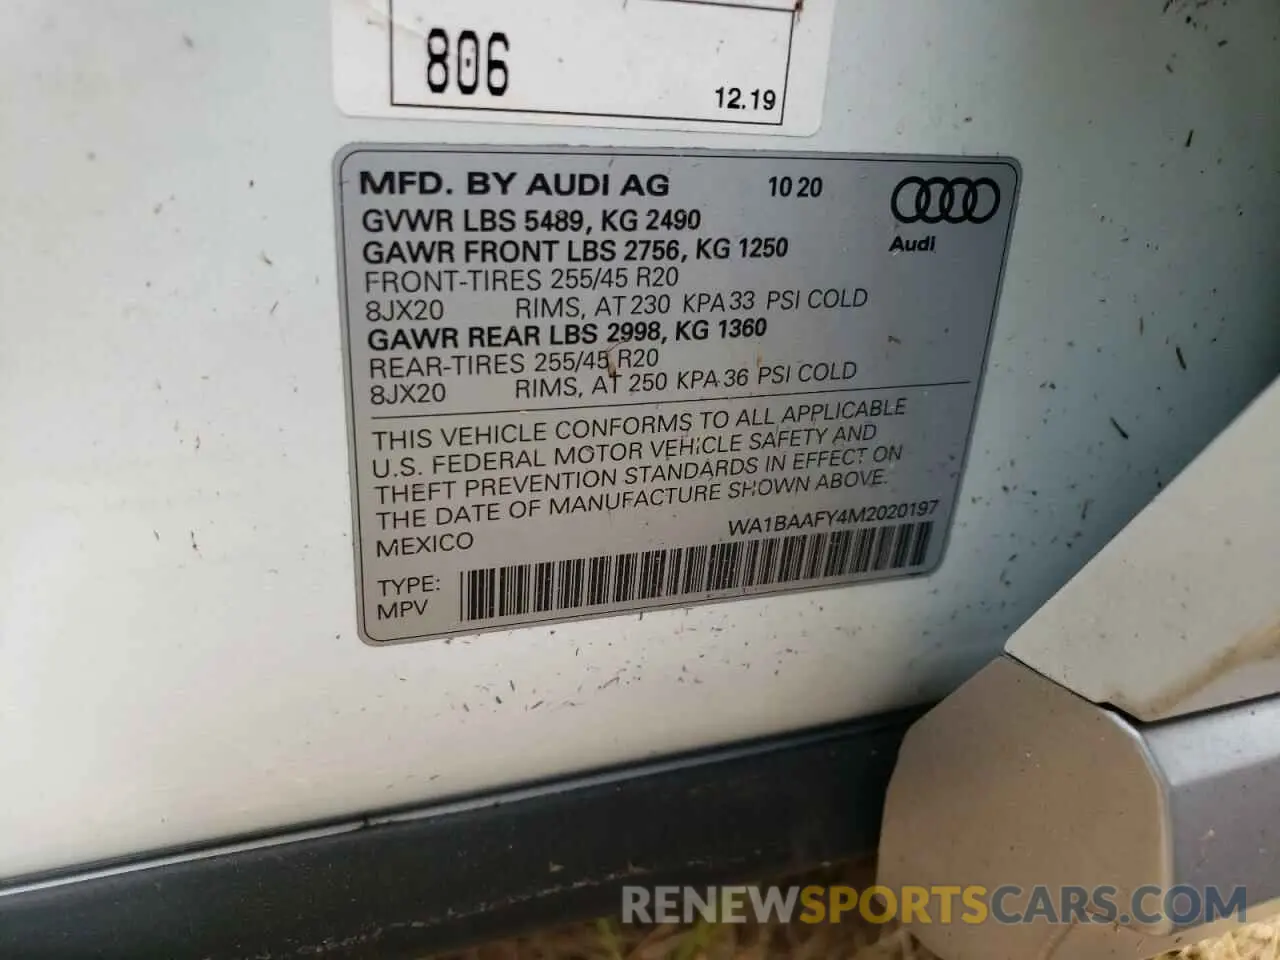 806
12.19
MFD. BY AUDI AG 10 20
GVWR LBS 5489, KG 2490
GAWR FRONT LBS 2756, KG 1250
Audi
FRONT-TIRES 255/45 R20
8JX20 RIMS, AT 230 KPA 33 PSI COLD
GAWR REAR LBS 2998, KG 1360
REAR-TIRES 255/45 R20
8JX20 RIMS, AT 250 KPA 36 PSI COLD
THIS VEHICLE CONFORMS TO ALL APPLICABLE
U.S. FEDERAL MOTOR VEHICLE SAFETY AND
THEFT PREVENTION STANDARDS IN EFFECT ON
THE DATE OF MANUFACTURE SHOWN ABOVE.
MEXICO WA1BAAFY4M2020197
TYPE:
MPV
RENEWSPORTSCARS.COM